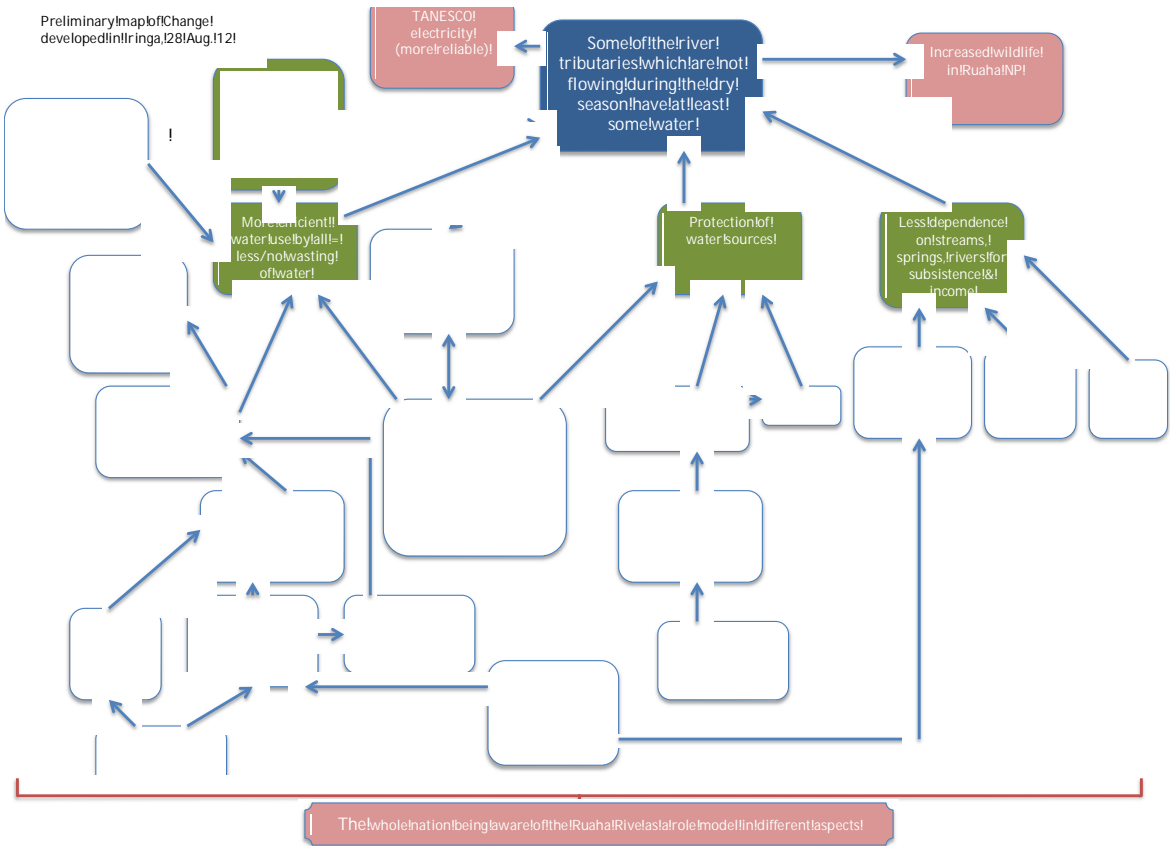 Preliminary!map!of!Change!
developed!in!Iringa,!28!Aug.!12!
TANESCO!
electricity!
(more!reliable)!
Some!of!the!river!
tributaries!which!are!not!
flowing!during!the!dry!
season!have!at!least!
some!water!
Increased!wildlife!
in!Ruaha!NP!
!
More!efficient!!
water!use!by!all!=!
less/no!wasting!
of!water!
Protection!of!
water!sources!
Less!dependence!
on!streams,!
springs,!rivers!for
subsistence!&!
income!
The!whole!nation!being!aware!of!the!Ruaha!Rive!as!a!role!model!in!different!aspects!